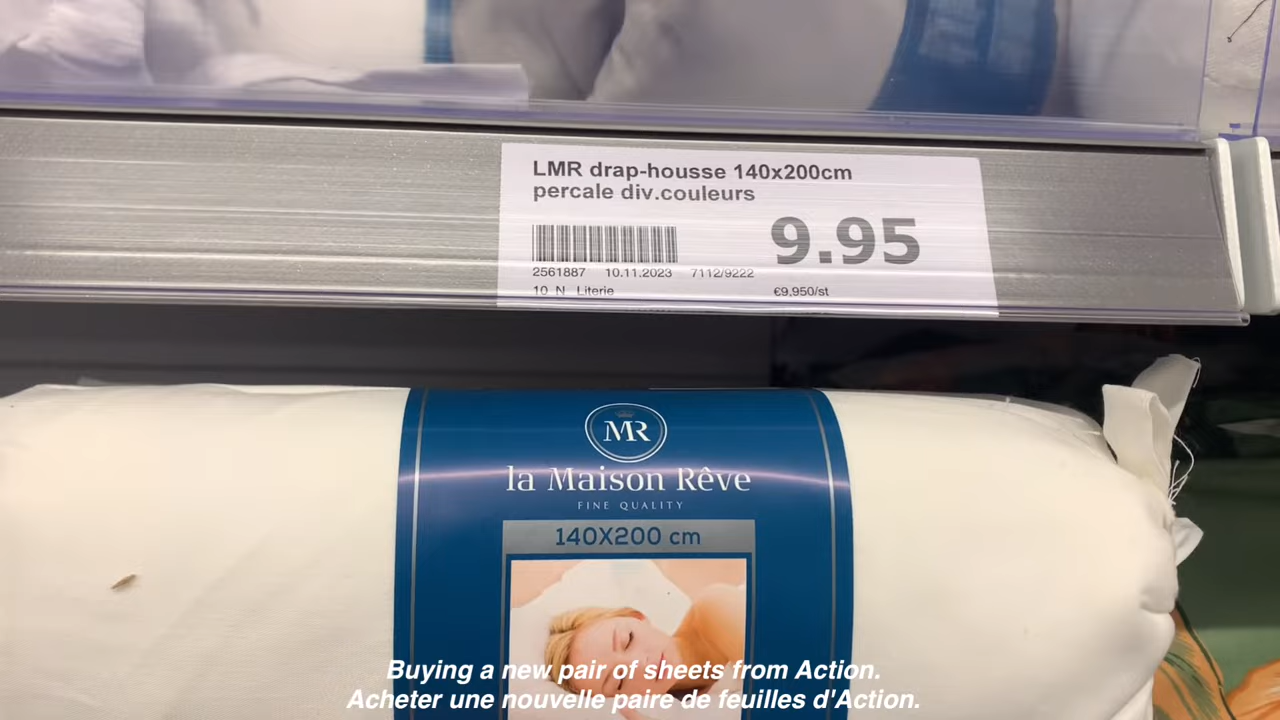 LMR drap-housse 140x200cm
percale div.couleurs
9.95
2561887 10.11.2023 7112/9222
10 N Literie €9,950/st
MR
la Maison Rêve
FINE QUALITY
140X200 cm
Buying a new pair of sheets from Action.
Acheter une nouvelle paire de feuilles d'Action.